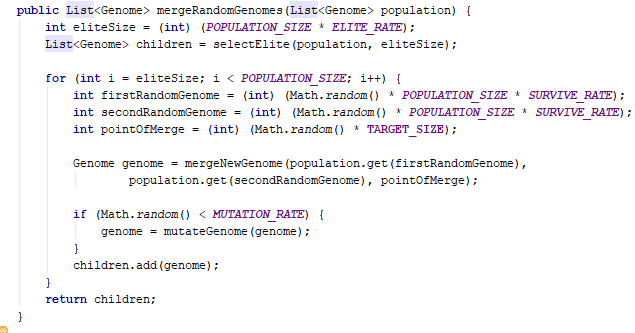 public List<Genome> mergeRandomGenomes(List<Genome> population) {
    int eliteSize = (int) (POPULATION_SIZE * ELITE_RATE);
    List<Genome> children = selectElite(population, eliteSize);

    for (int i = eliteSize; i < POPULATION_SIZE; i++) {
        int firstRandomGenome = (int) (Math.random() * POPULATION_SIZE * SURVIVE_RATE);
        int secondRandomGenome = (int) (Math.random() * POPULATION_SIZE * SURVIVE_RATE);
        int pointOfMerge = (int) (Math.random() * TARGET_SIZE);

        Genome genome = mergeNewGenome(population.get(firstRandomGenome),
                population.get(secondRandomGenome), pointOfMerge);

        if (Math.random() < MUTATION_RATE) {
            genome = mutateGenome(genome);
        }
        children.add(genome);
    }
    return children;
}